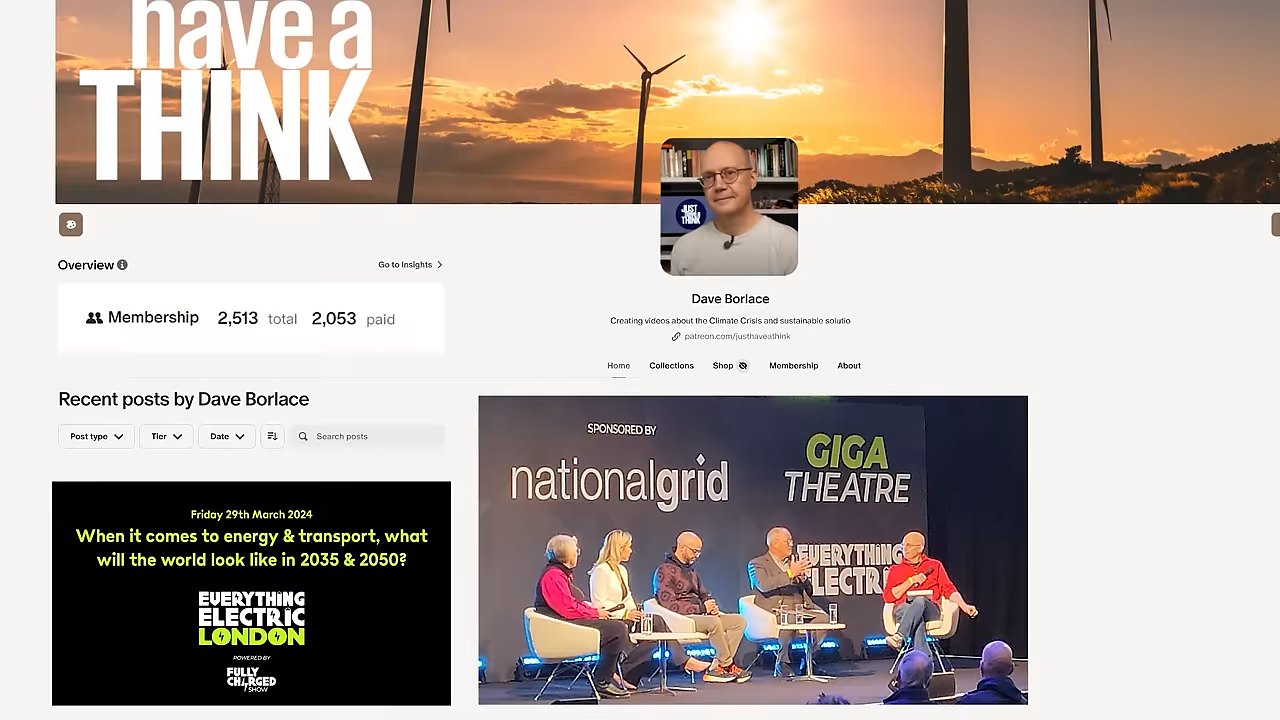 have a
THINK
JUST
THINK
Overview
Go to Insights
Membership 2,513 total 2,053 paid
Dave Borlace
Creating videos about the Climate Crisis and sustainable solutio
patreon.com/justhaveathink
Home Collections Shop Membership About
Recent posts by Dave Borlace
Post type Tier Date Search posts
Friday 29th March 2024
When it comes to energy & transport, what
will the world look like in 2035 & 2050?
EVERYTHING
ELECTRIC
LONDON
POWERED BY
FULLY
CHARGED
SHOW
SPONSORED BY
nationalgrid
GIGA
THEATRE
EVERYTHING
ELECTR